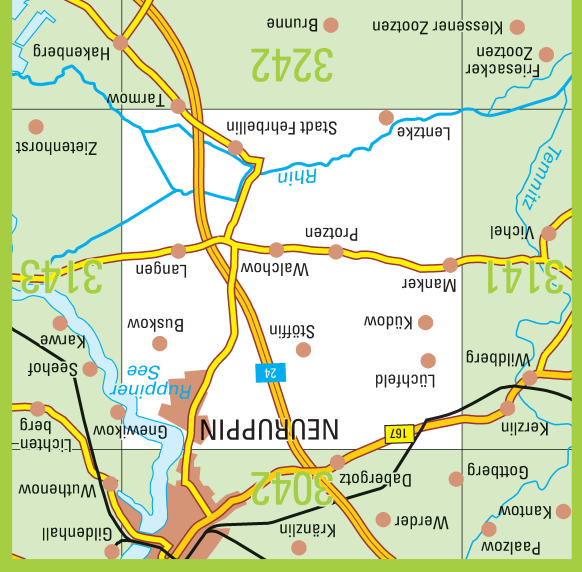 Paalzow
Gildenhall
Kränzlin
Werder
Kantow
Wuthenow
3042
Dabergotz
Gottberg
Lichten-
berg
Kerzlin
167
NEURUPPIN
Gnewikow
Ruppiner
See
Lüchfeld
24
Seehof
Wildberg
Karwe
Küdow
Stöffin
Buskow
3141
Manker
Walchow
Langen
3143
Vichel
Protzen
Temnitz
Rhin
Zietenhorst
Lentzke
Stadt Fehrbellin
Tarmow
Friesacker
Zootzen
3242
Hakenberg
Klessener Zootzen
Brunne